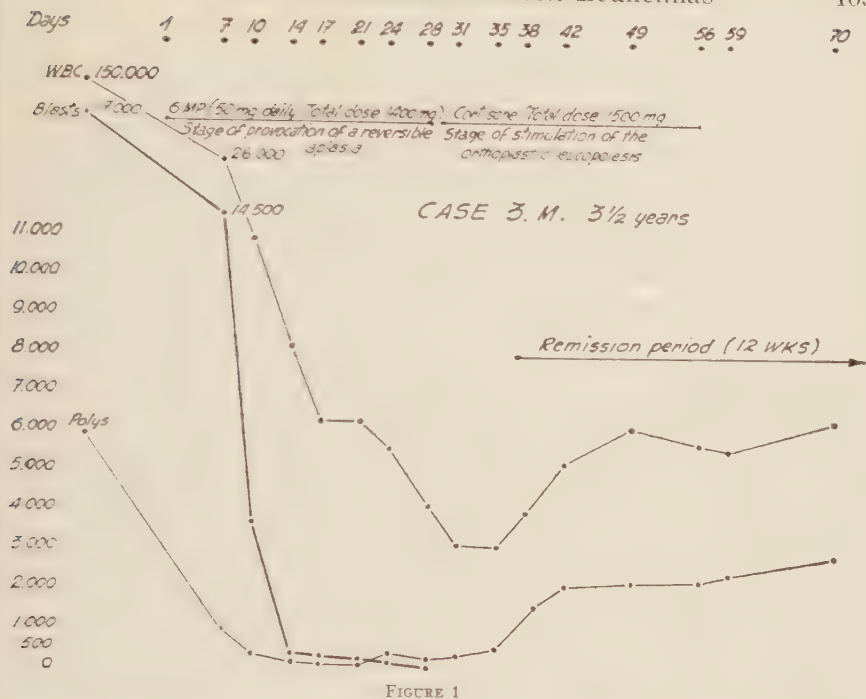 Days 1 7 10 14 17 21 24 28 31 35 38 42 49 56 59 70
WBC 150.000
Blasts 7.000 6 MP (50 mg daily Total dose 1400 mg) Cortisone Total dose 1500 mg
Stage of provocation of a reversible Stage of stimulation of the
aplasia orthoplastic leucopoiesis
26.000
14.500
CASE 3. M. 3½ years
11.000
10.000
9.000
8.000
Remission period (12 WKS)
7.000
6.000 Polys
5.000
4.000
3.000
2.000
1.000
500
0
FIGURE 1